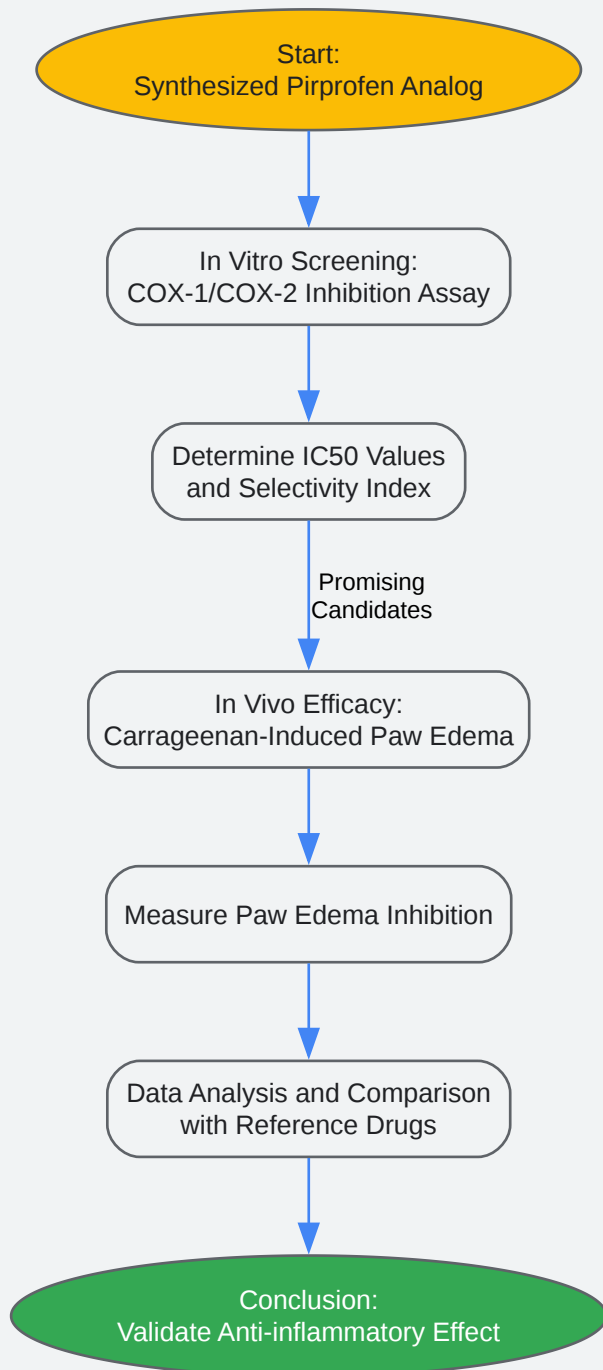 Start:
Synthesized Pirprofen Analog
In Vitro Screening:
COX-1/COX-2 Inhibition Assay
Determine IC50 Values
and Selectivity Index
Promising
Candidates
In Vivo Efficacy:
Carrageenan-Induced Paw Edema
Measure Paw Edema Inhibition
Data Analysis and Comparison
with Reference Drugs
Conclusion:
Validate Anti-inflammatory Effect